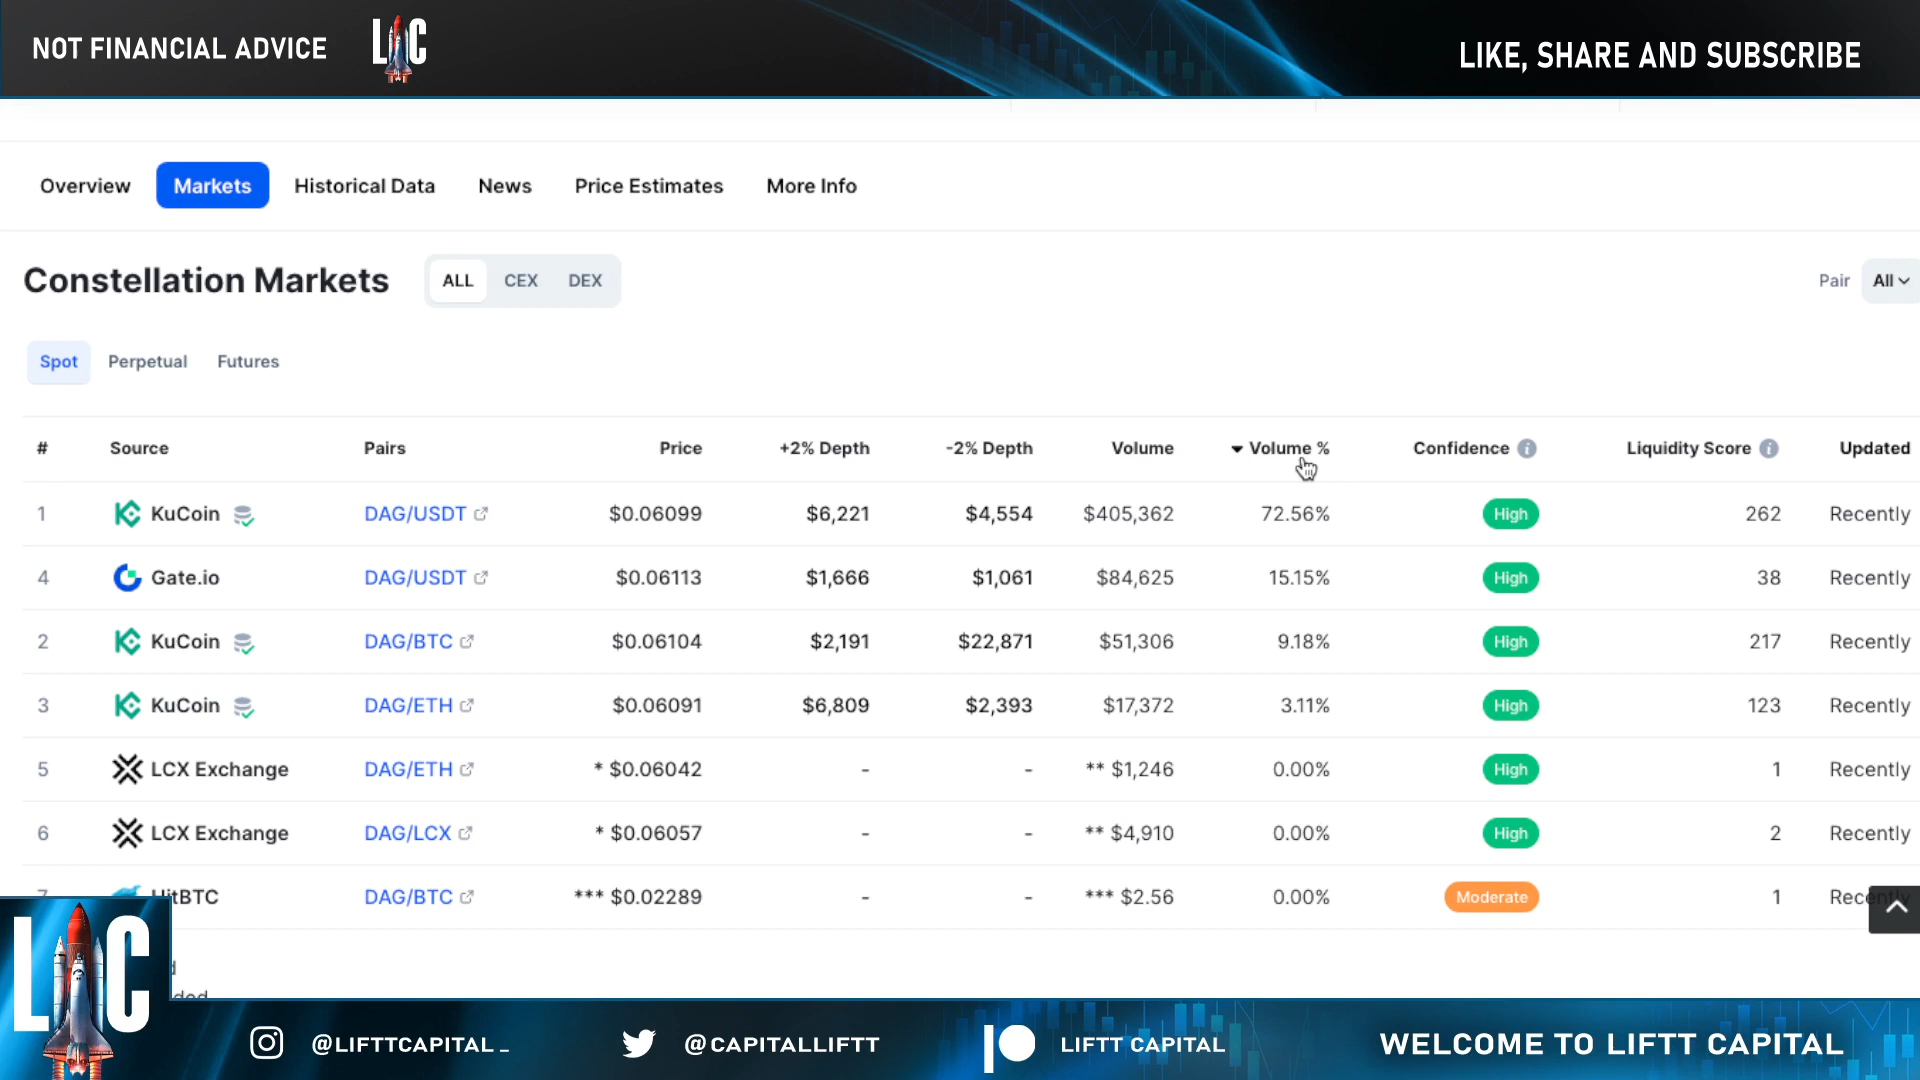 NOT FINANCIAL ADVICE LC LIKE, SHARE AND SUBSCRIBE
Overview Markets Historical Data News Price Estimates More Info
Constellation Markets ALL CEX DEX Pair All
Spot Perpetual Futures
# Source Pairs Price +2% Depth -2% Depth Volume Volume % Confidence Liquidity Score Updated
1 KuCoin DAG/USDT $0.06099 $6,221 $4,554 $405,362 72.56% High 262 Recently
4 Gate.io DAG/USDT $0.06113 $1,666 $1,061 $84,625 15.15% High 38 Recently
2 KuCoin DAG/BTC $0.06104 $2,191 $22,871 $51,306 9.18% High 217 Recently
3 KuCoin DAG/ETH $0.06091 $6,809 $2,393 $17,372 3.11% High 123 Recently
5 LCX Exchange DAG/ETH * $0.06042 - - ** $1,246 0.00% High 1 Recently
6 LCX Exchange DAG/LCX * $0.06057 - - ** $4,910 0.00% High 2 Recently
7 HitBTC DAG/BTC *** $0.02289 - - *** $2.56 0.00% Moderate 1 Recently
LC
@LIFTTCAPITAL_ @CAPITALLIFTT LIFTT CAPITAL WELCOME TO LIFTT CAPITAL